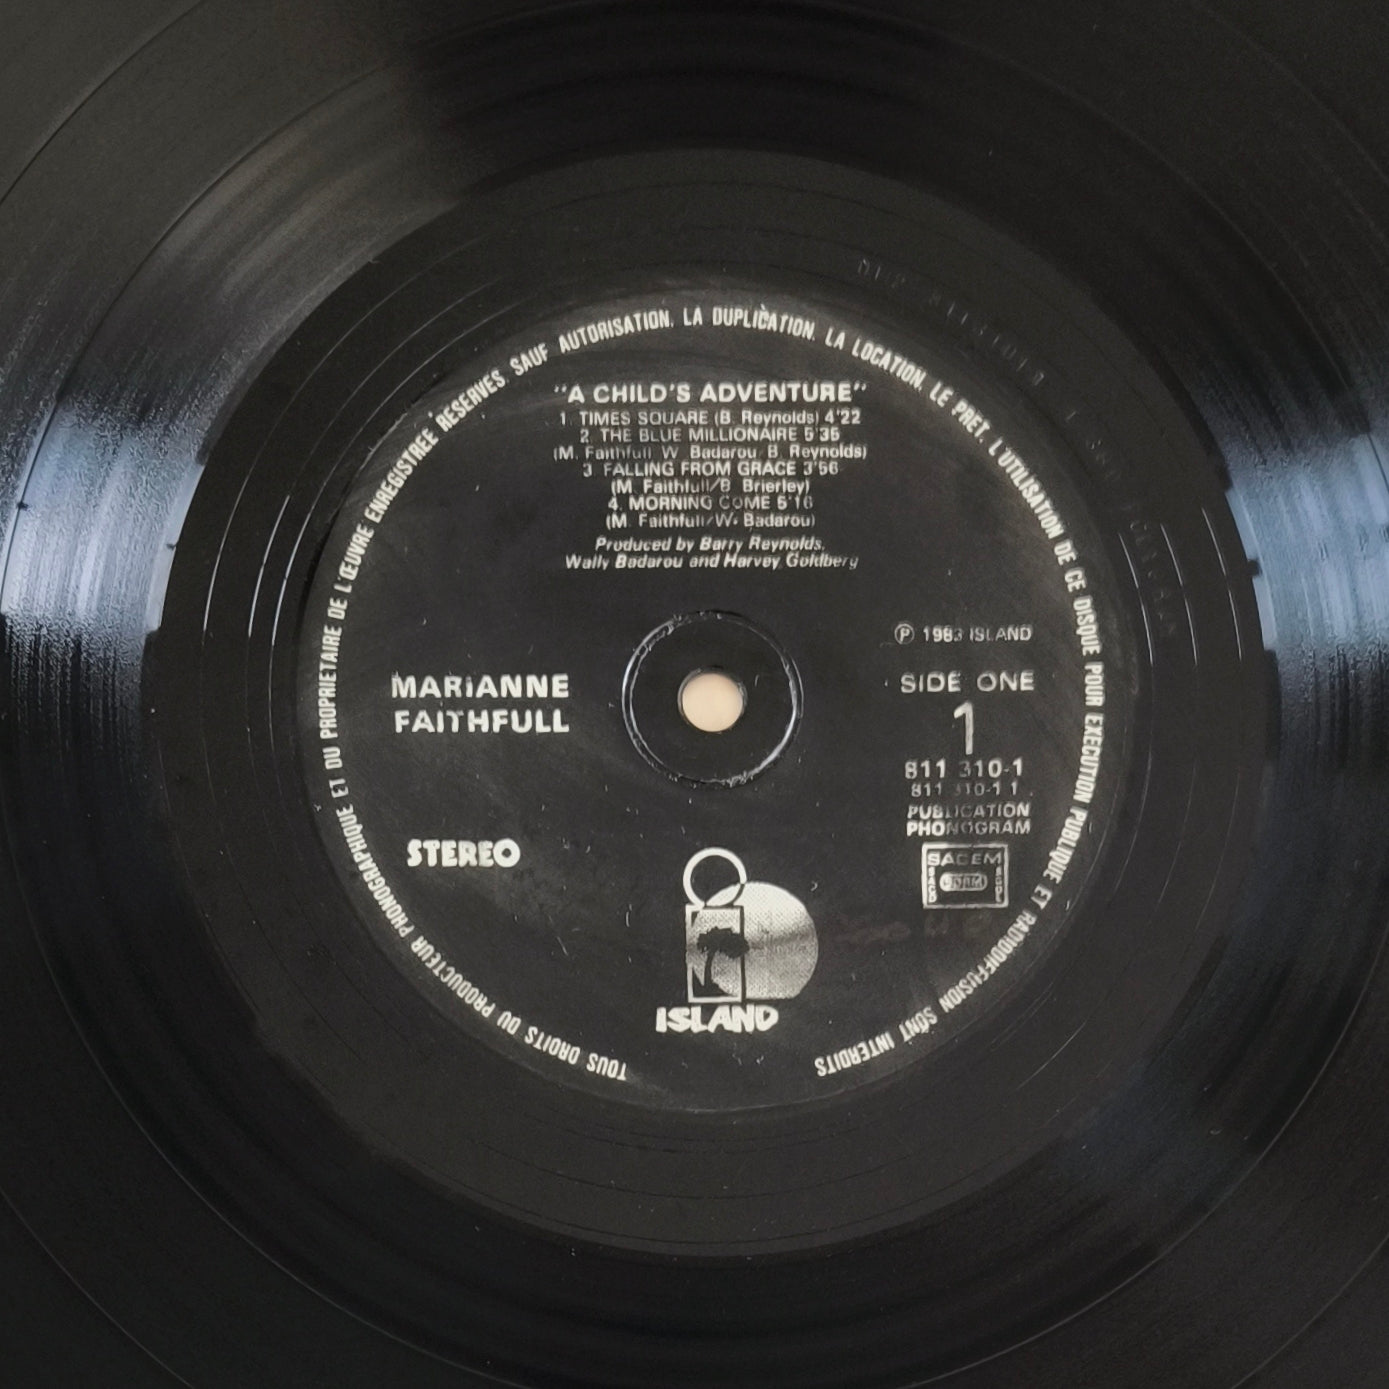 TOUS DROITS DU PRODUCTEUR PHONOGRAPHIQUE ET DU PROPRIETAIRE DE L'ŒUVRE ENREGISTREE RESERVES. SAUF AUTORISATION, LA DUPLICATION, LA LOCATION, LE PRET, L'UTILISATION DE CE DISQUE POUR EXECUTION PUBLIQUE ET RADIODIFFUSION SONT INTERDITS
"A CHILD'S ADVENTURE"
1. TIMES SQUARE (B. Reynolds) 4'22
2. THE BLUE MILLIONAIRE 5'35
(M. Faithfull W. Badarou B. Reynolds)
3. FALLING FROM GRACE 3'56
(M. Faithfull/B. Brierley)
4. MORNING COME 5'16
(M. Faithfull/W. Badarou)
Produced by Barry Reynolds,
Wally Badarou and Harvey Goldberg
MARIANNE
FAITHFULL
STEREO
Ⓟ 1983 ISLAND
SIDE ONE
1
811 310-1
811 310-1 1
PUBLICATION
PHONOGRAM
SACEM
ISLAND